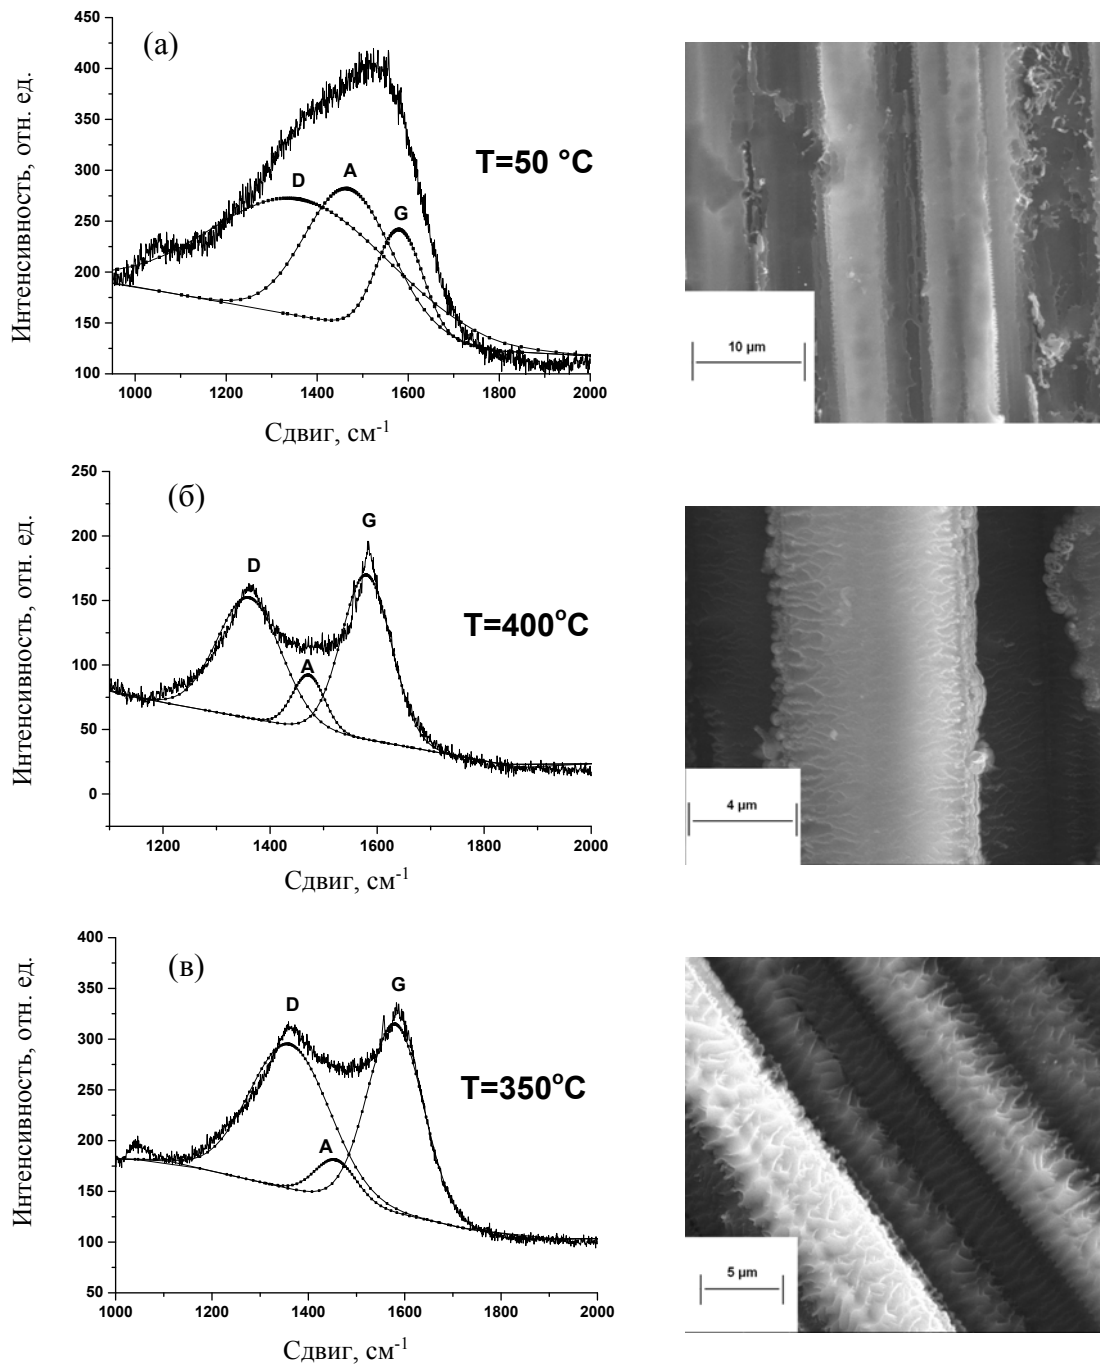 (а)
Интенсивность, отн. ед.
450
400
350
300
250
200
150
100
D
A
G
T=50 °C
1000 1200 1400 1600 1800 2000
Сдвиг, см⁻¹
10 µm
(б)
Интенсивность, отн. ед.
250
200
150
100
50
0
D
A
G
T=400°C
1200 1400 1600 1800 2000
Сдвиг, см⁻¹
4 µm
(в)
Интенсивность, отн. ед.
400
350
300
250
200
150
100
50
D
A
G
T=350°C
1000 1200 1400 1600 1800 2000
Сдвиг, см⁻¹
5 µm